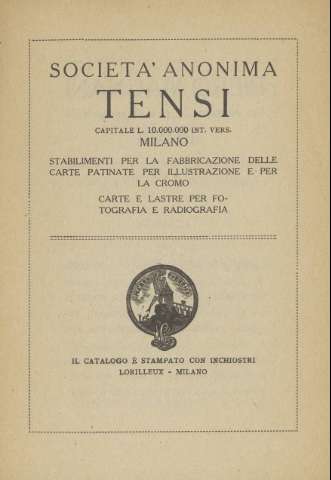 SOCIETA' ANONIMA
TENSI
CAPITALE L. 10.000.000 INT. VERS.
MILANO
STABILIMENTI PER LA FABBRICAZIONE DELLE
CARTE PATINATE PER ILLUSTRAZIONE E PER
LA CROMO
CARTE E LASTRE PER FO-
TOGRAFIA E RADIOGRAFIA
IL CATALOGO È STAMPATO CON INCHIOSTRI
LORILLEUX - MILANO